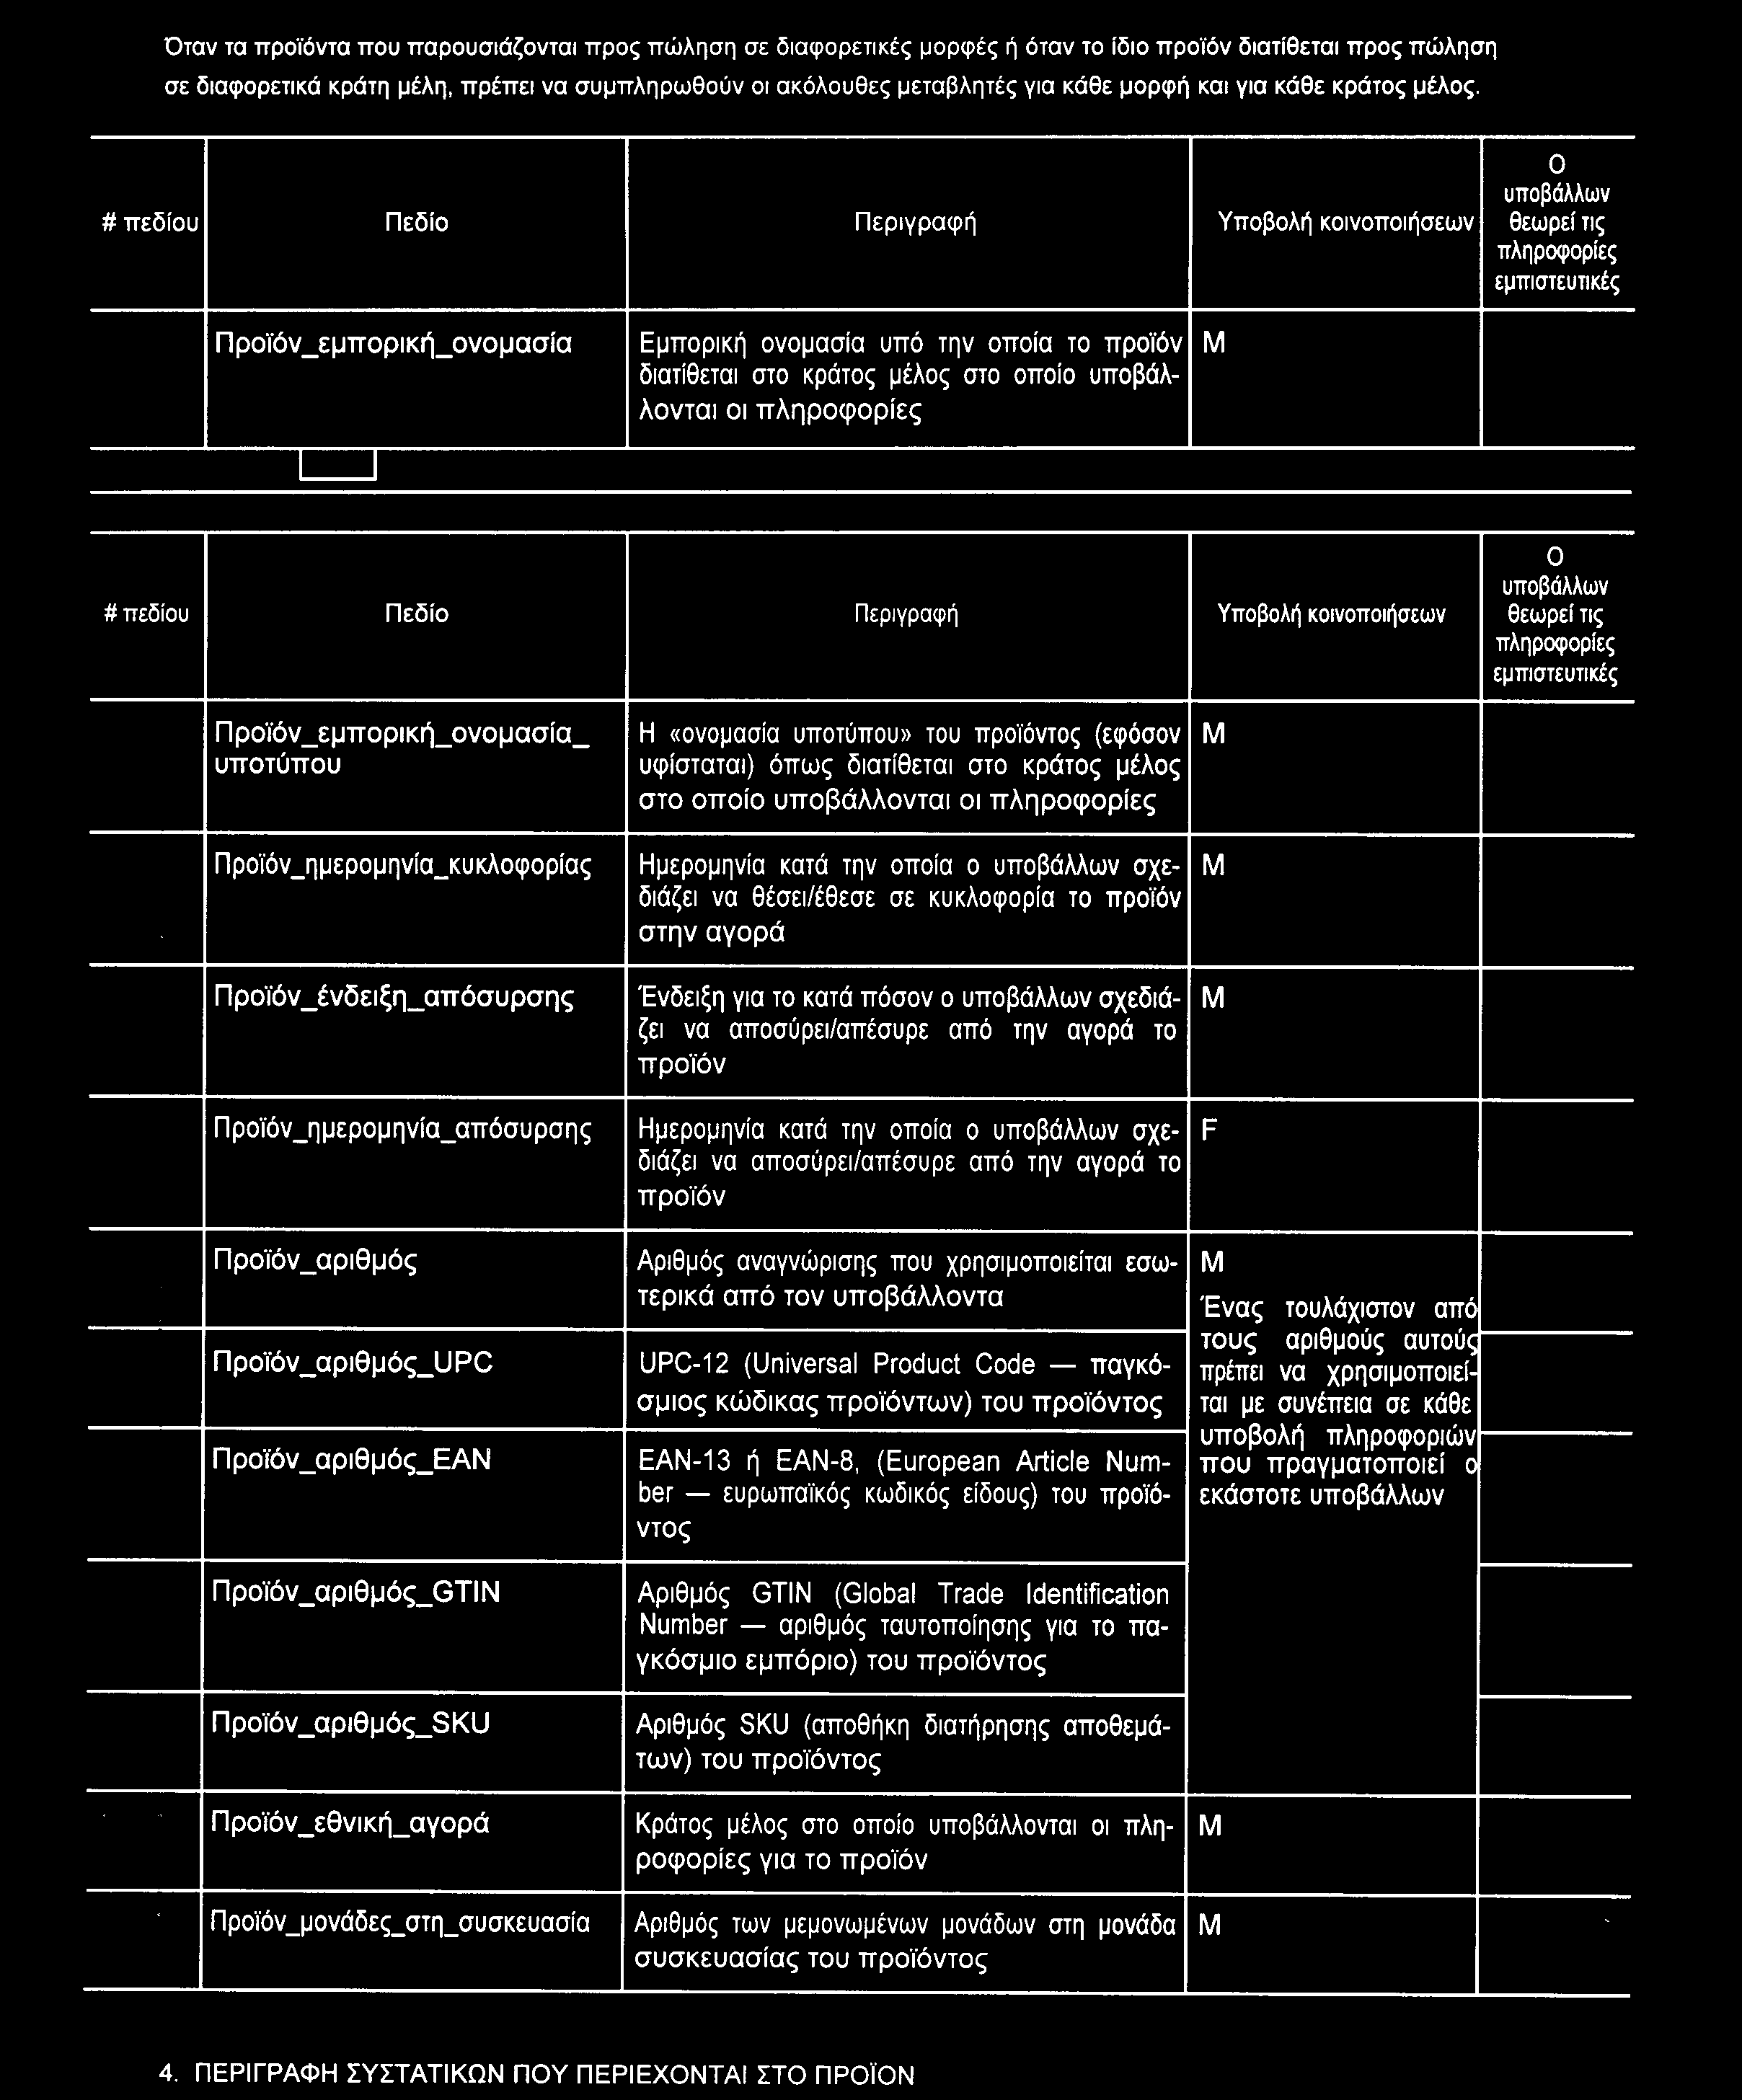 Όταν τα προϊόντα που παρουσιάζονται προς πώληση σε διαφορετικές μορφές ή όταν το ίδιο προϊόν διατίθεται προς πώληση
σε διαφορετικά κράτη μέλη, πρέπει να συμπληρωθούν οι ακόλουθες μεταβλητές για κάθε μορφή και για κάθε κράτος μέλος.
# πεδίου
Πεδίο
Περιγραφή
Υποβολή κοινοποιήσεων
Ο
υποβάλλων
θεωρεί τις
πληροφορίες
εμπιστευτικές
Προϊόν_εμπορική_ονομασία
Εμπορική ονομασία υπό την οποία το προϊόν
διατίθεται στο κράτος μέλος στο οποίο υποβάλ-
λονται οι πληροφορίες
M
# πεδίου
Πεδίο
Περιγραφή
Υποβολή κοινοποιήσεων
Ο
υποβάλλων
θεωρεί τις
πληροφορίες
εμπιστευτικές
Προϊόν_εμπορική_ονομασία_
υποτύπου
Η «ονομασία υποτύπου» του προϊόντος (εφόσον
υφίσταται) όπως διατίθεται στο κράτος μέλος
στο οποίο υποβάλλονται οι πληροφορίες
M
Προϊόν_ημερομηνία_κυκλοφορίας
Ημερομηνία κατά την οποία ο υποβάλλων σχε-
διάζει να θέσει/έθεσε σε κυκλοφορία το προϊόν
στην αγορά
M
Προϊόν_ένδειξη_απόσυρσης
Ένδειξη για το κατά πόσον ο υποβάλλων σχεδιά-
ζει να αποσύρει/απέσυρε από την αγορά το
προϊόν
M
Προϊόν_ημερομηνία_απόσυρσης
Ημερομηνία κατά την οποία ο υποβάλλων σχε-
διάζει να αποσύρει/απέσυρε από την αγορά το
προϊόν
F
Προϊόν_αριθμός
Αριθμός αναγνώρισης που χρησιμοποιείται εσω-
τερικά από τον υποβάλλοντα
M
Ένας τουλάχιστον από
τους αριθμούς αυτούς
πρέπει να χρησιμοποιεί-
ται με συνέπεια σε κάθε
υποβολή πληροφοριών
που πραγματοποιεί ο
εκάστοτε υποβάλλων
Προϊόν_αριθμός_UPC
UPC-12 (Universal Product Code — παγκό-
σμιος κώδικας προϊόντων) του προϊόντος
Προϊόν_αριθμός_EAN
EAN-13 ή EAN-8, (European Article Num-
ber — ευρωπαϊκός κωδικός είδους) του προϊό-
ντος
Προϊόν_αριθμός_GTIN
Αριθμός GTIN (Global Trade Identification
Number — αριθμός ταυτοποίησης για το πα-
γκόσμιο εμπόριο) του προϊόντος
Προϊόν_αριθμός_SKU
Αριθμός SKU (αποθήκη διατήρησης αποθεμά-
των) του προϊόντος
Προϊόν_εθνική_αγορά
Κράτος μέλος στο οποίο υποβάλλονται οι πλη-
ροφορίες για το προϊόν
M
Προϊόν_μονάδες_στη_συσκευασία
Αριθμός των μεμονωμένων μονάδων στη μονάδα
συσκευασίας του προϊόντος
M
4. ΠΕΡΙΓΡΑΦΗ ΣΥΣΤΑΤΙΚΩΝ ΠΟΥ ΠΕΡΙΕΧΟΝΤΑΙ ΣΤΟ ΠΡΟΪΟΝ